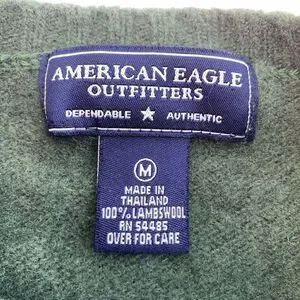 AMERICAN EAGLE
OUTFITTERS
DEPENDABLE ★ AUTHENTIC
M
MADE IN
THAILAND
100% LAMBSWOOL
RN 54485
OVER FOR CARE